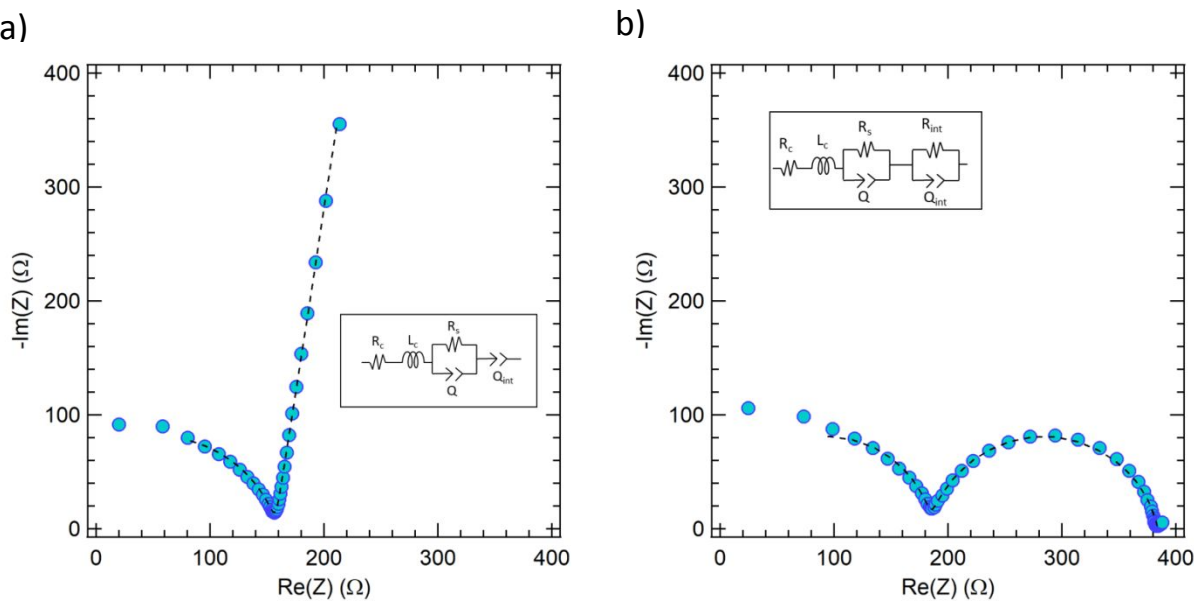 a)
400
300
200
100
0
-Im(Z) (Ω)
0 100 200 300 400
Re(Z) (Ω)
Rc Lc Rs
Q Qint
b)
400
300
200
100
0
-Im(Z) (Ω)
0 100 200 300 400
Re(Z) (Ω)
Rc Lc Rs Rint
Q Qint